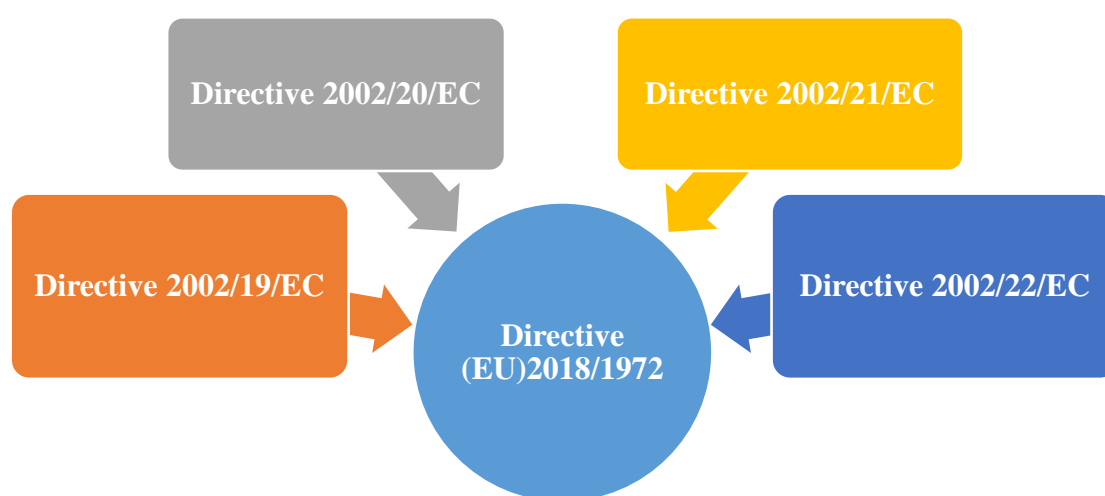 Directive 2002/20/EC
Directive 2002/21/EC
Directive 2002/19/EC
Directive 2002/22/EC
Directive
(EU)2018/1972